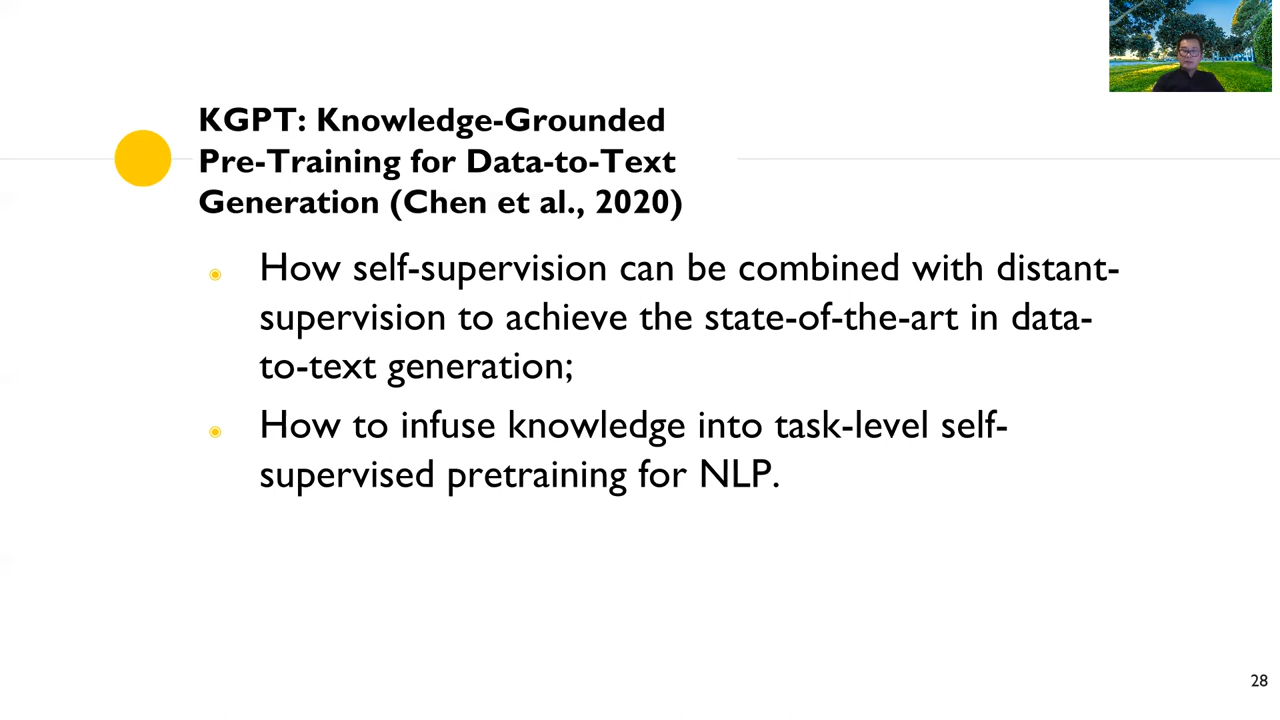 KGPT: Knowledge-Grounded
Pre-Training for Data-to-Text
Generation (Chen et al., 2020)
How self-supervision can be combined with distant-
supervision to achieve the state-of-the-art in data-
to-text generation;
How to infuse knowledge into task-level self-
supervised pretraining for NLP.
28